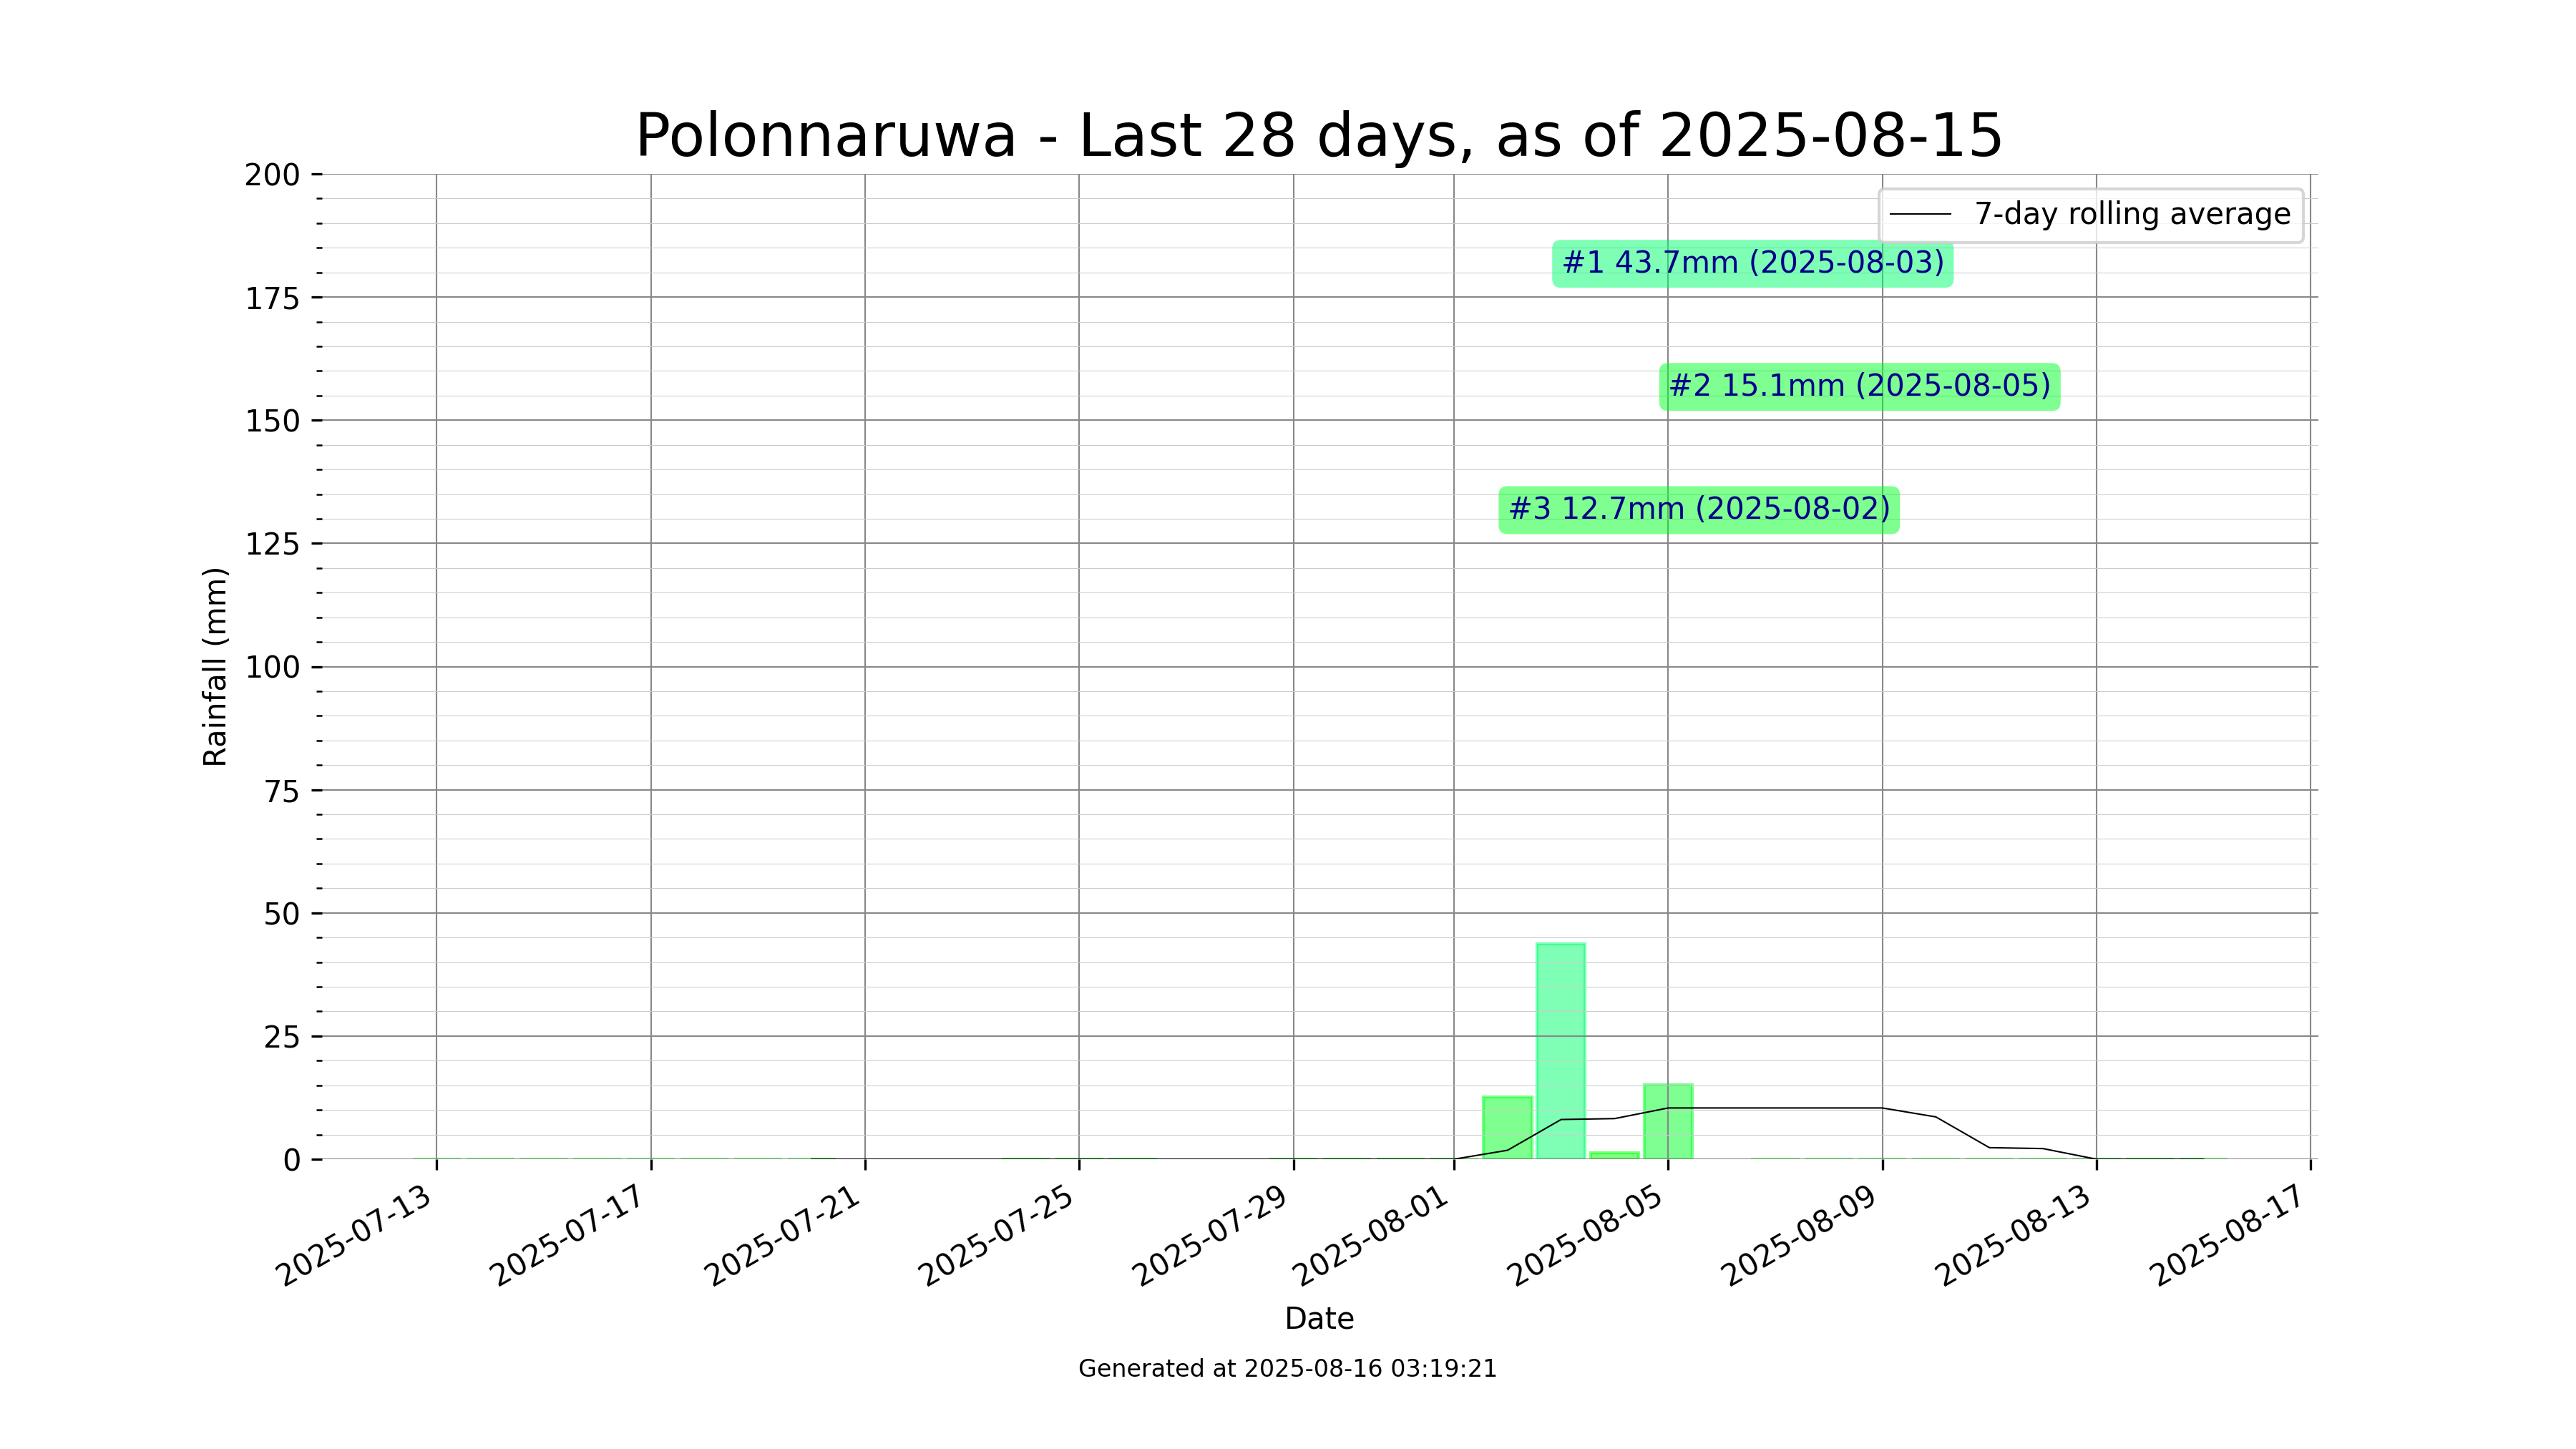 Polonnaruwa - Last 28 days, as of 2025-08-15
200
175
150
125
100
75
50
25
0
Rainfall (mm)
7-day rolling average
#1 43.7mm (2025-08-03)
#2 15.1mm (2025-08-05)
#3 12.7mm (2025-08-02)
2025-07-13
2025-07-17
2025-07-21
2025-07-25
2025-07-29
2025-08-01
2025-08-05
2025-08-09
2025-08-13
2025-08-17
Date
Generated at 2025-08-16 03:19:21